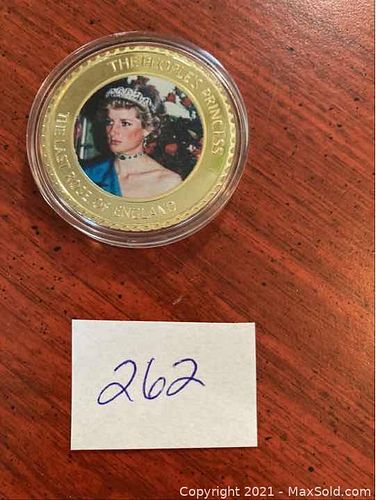 THE PEOPLE'S PRINCESS
THE LAST ROSE OF ENGLAND
262
Copyright 2021 - MaxSold.com